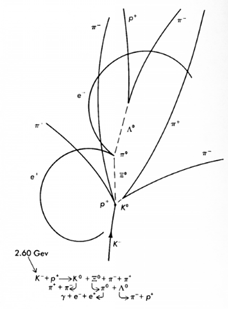 π⁻ p⁺ π⁻
e⁻
Λ⁰
π⁻ π⁰ π⁺
Ξ⁰ π⁻
e⁺
p⁺ K⁰
K⁻
2.60 Gev
K⁻+p⁺→K⁰ + Ξ⁰ + π⁻ + π⁺
π⁺ + π⁻ π⁰ + Λ⁰
γ + e⁻ + e⁺ π⁻ + p⁺